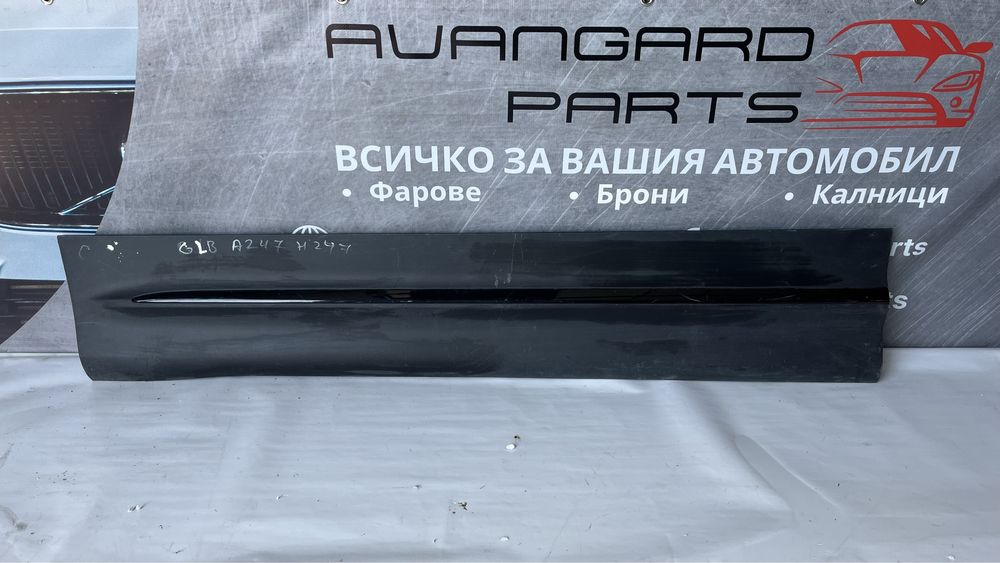 AVANGARD
PARTS
ВСИЧКО ЗА ВАШИЯ АВТОМОБИЛ
• Фарове • Брони • Калници
GLB A247 H247